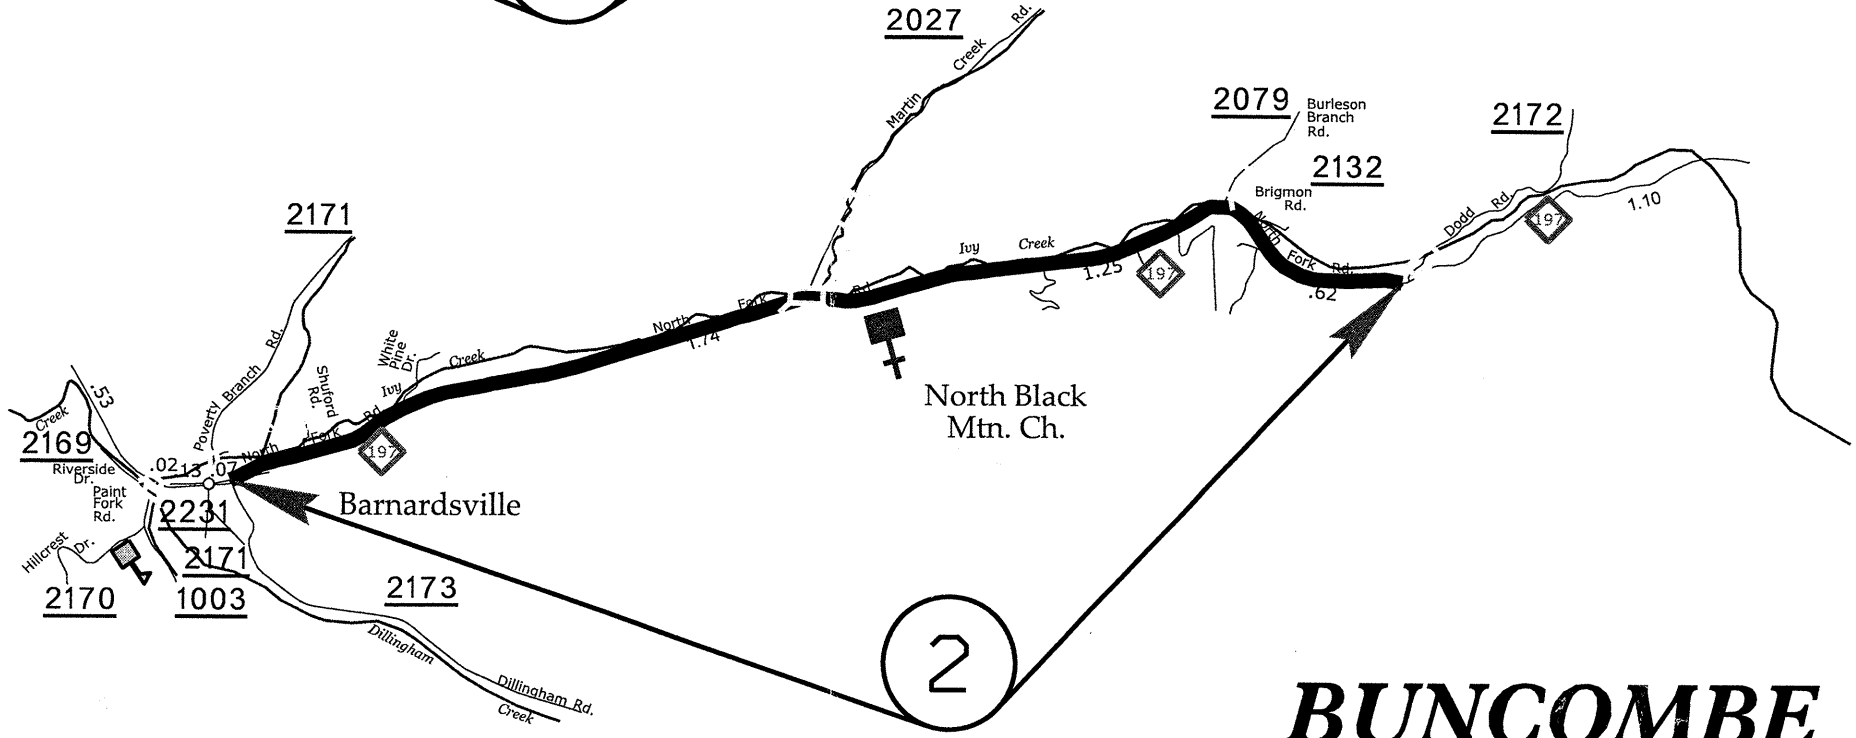 2027
Martin Creek Rd.
2079
Burleson
Branch
Rd.
2172
2132
Brigmon
Rd.
Dodd Rd.
197
1.10
2171
Poverty Branch Rd.
Shuford
Rd.
White
Pine
Dr.
Ivy Creek
North Fork Rd.
1.74
Ivy Creek
1.25
197
North Fork Rd.
.62
North Black
Mtn. Ch.
.53
Creek
2169
Riverside
Dr.
Paint
Fork
Rd.
.02
.13
.07
North Fork Rd.
197
Barnardsville
2231
2171
Hillcrest Dr.
2170
1003
2173
Dillingham
Creek
Dillingham Rd.
2
BUNCOMBE